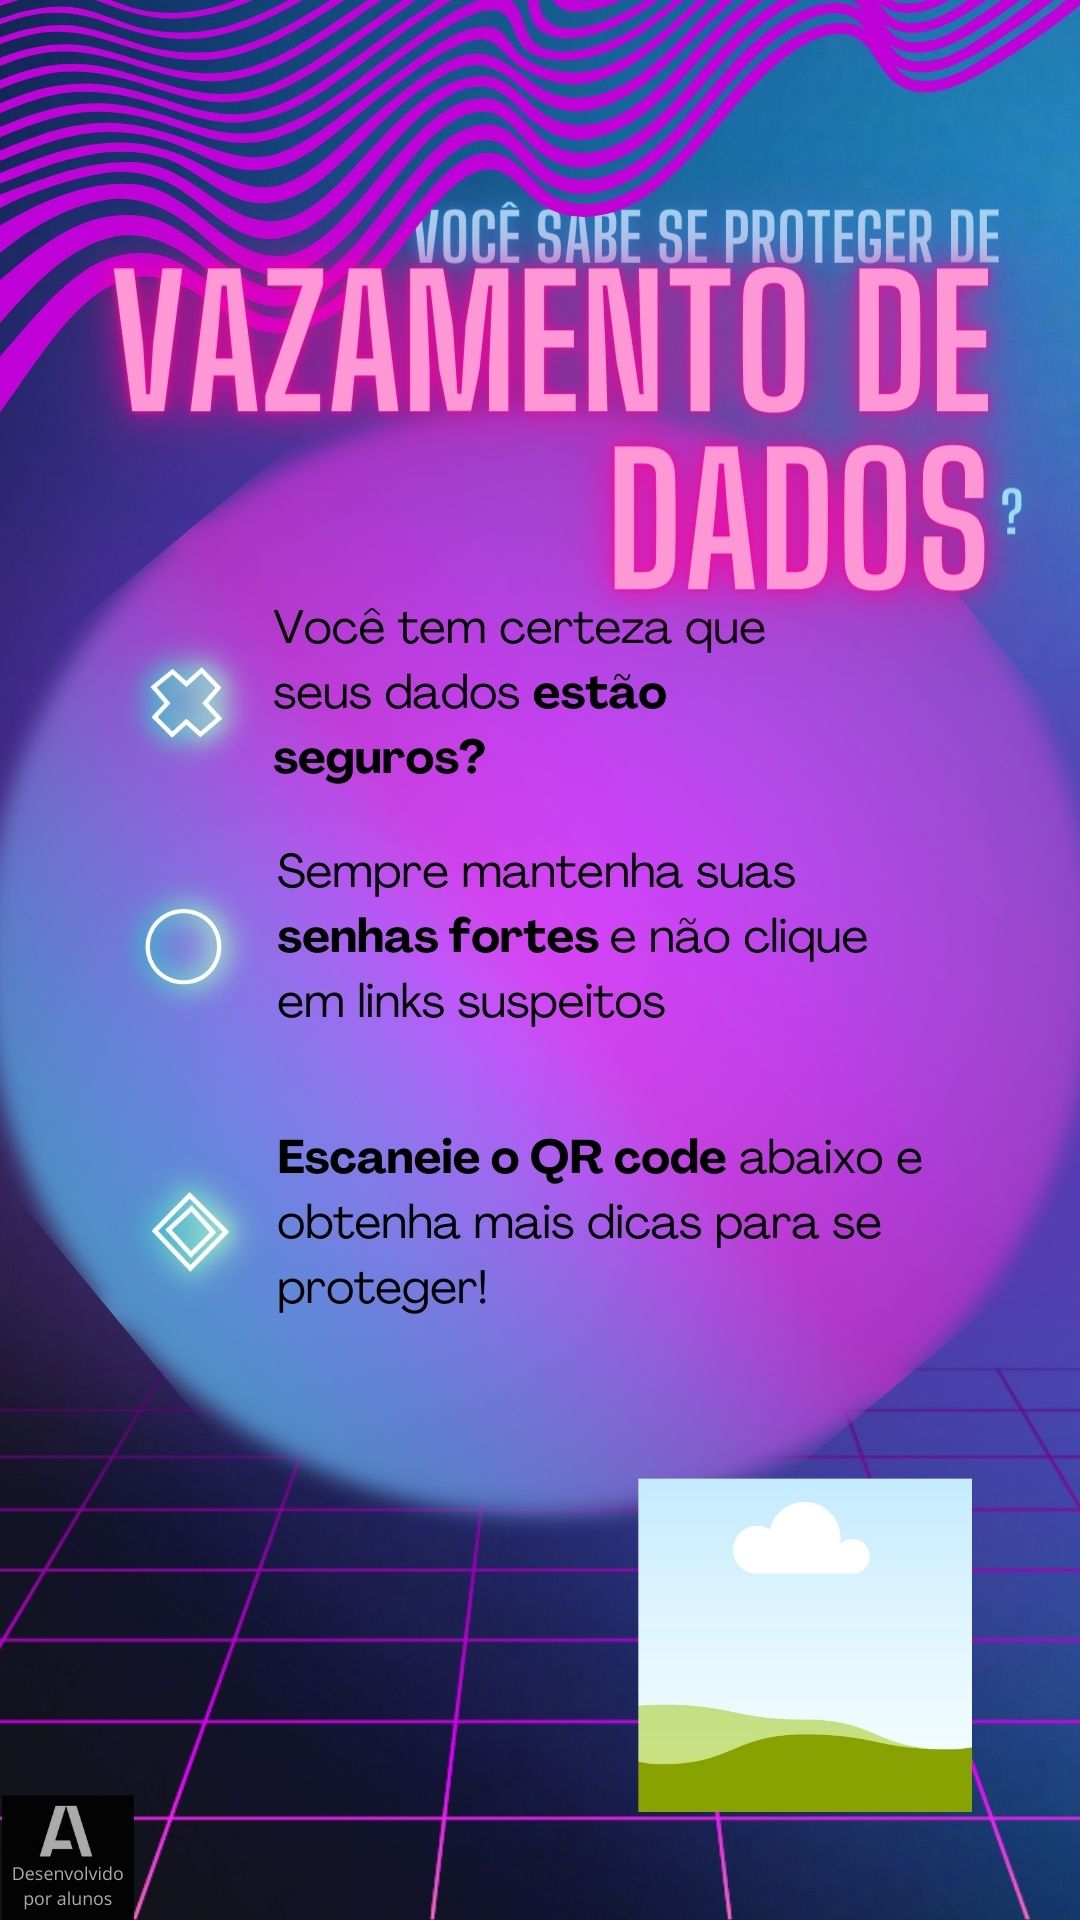 VOCÊ SABE SE PROTEGER DE
VAZAMENTO DE
DADOS?
Você tem certeza que
seus dados estão
seguros?
Sempre mantenha suas
senhas fortes e não clique
em links suspeitos
Escaneie o QR code abaixo e
obtenha mais dicas para se
proteger!
A
Desenvolvido
por alunos